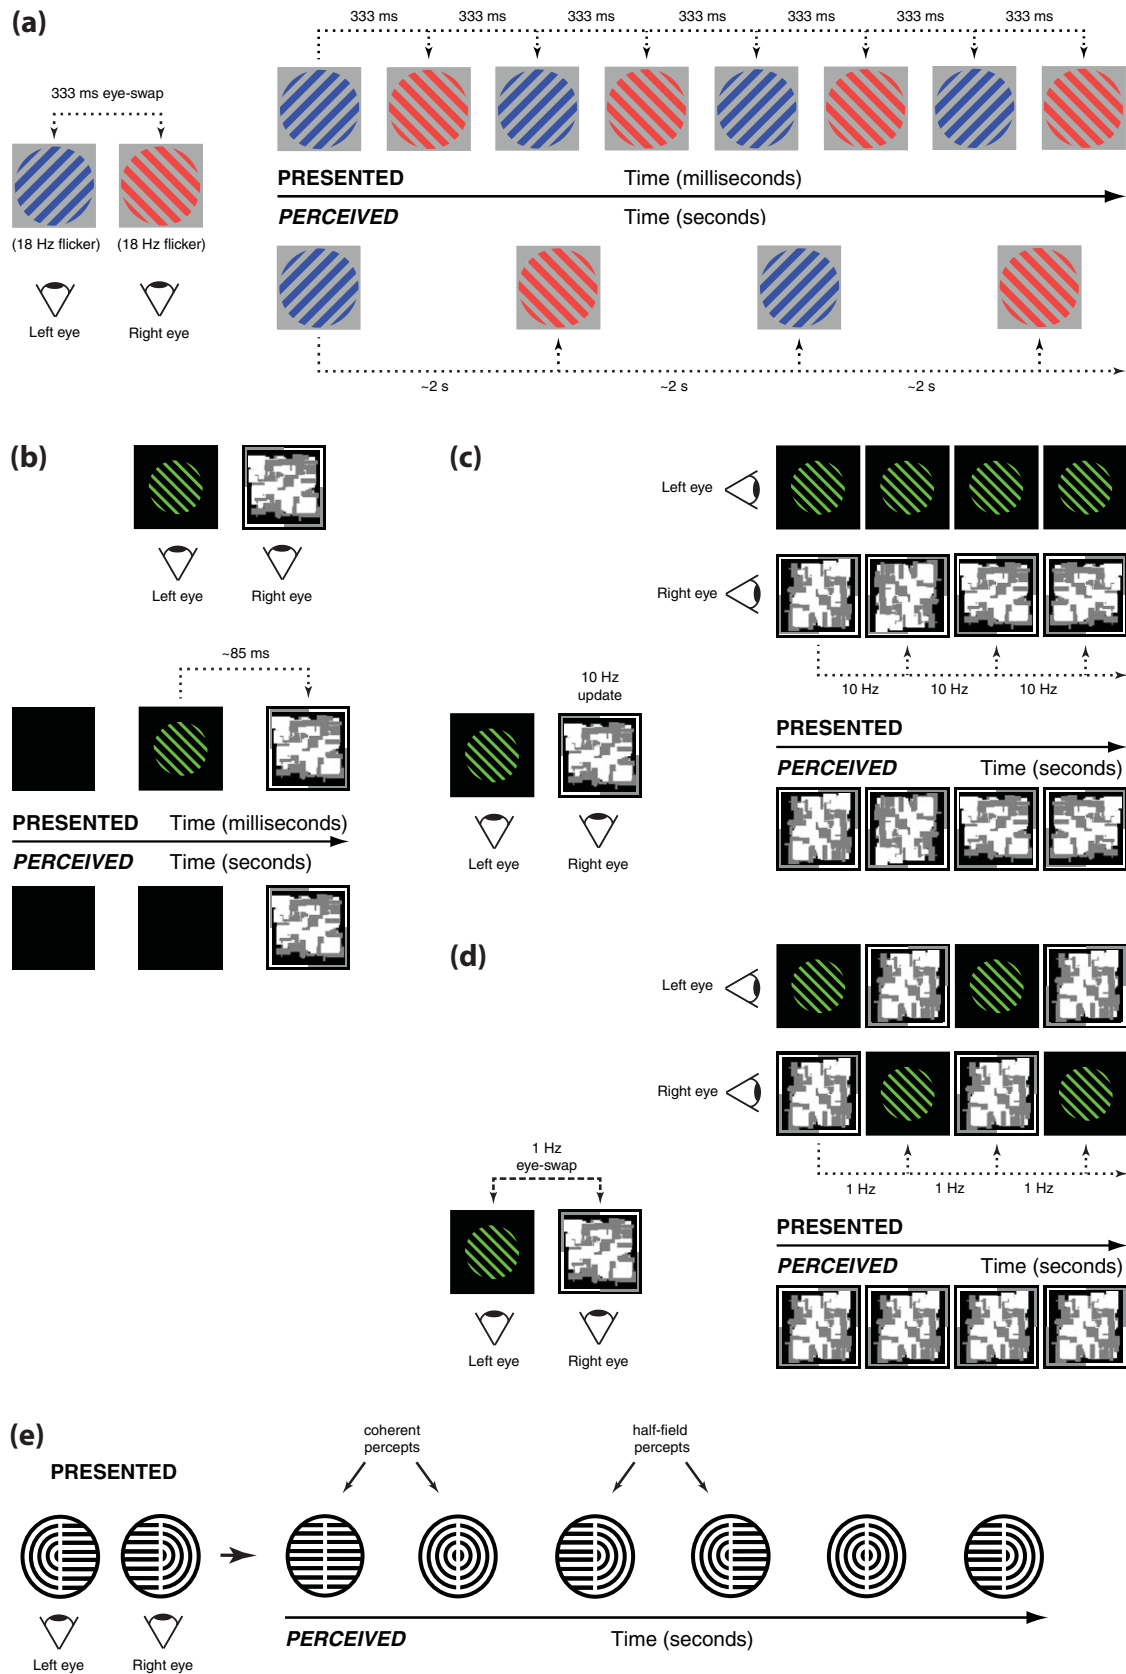 (a)
333 ms 333 ms 333 ms 333 ms 333 ms 333 ms 333 ms
333 ms eye-swap
(18 Hz flicker) (18 Hz flicker)
Left eye Right eye
PRESENTED Time (milliseconds)
PERCEIVED Time (seconds)
~2 s ~2 s ~2 s
(b)
Left eye Right eye
~85 ms
PRESENTED Time (milliseconds)
PERCEIVED Time (seconds)
(c)
Left eye
Right eye
10 Hz 10 Hz 10 Hz
10 Hz
update
Left eye Right eye
PRESENTED
PERCEIVED Time (seconds)
(d)
Left eye
Right eye
1 Hz 1 Hz 1 Hz
1 Hz
eye-swap
Left eye Right eye
PRESENTED
PERCEIVED Time (seconds)
(e)
PRESENTED
Left eye Right eye
coherent
percepts
half-field
percepts
PERCEIVED Time (seconds)